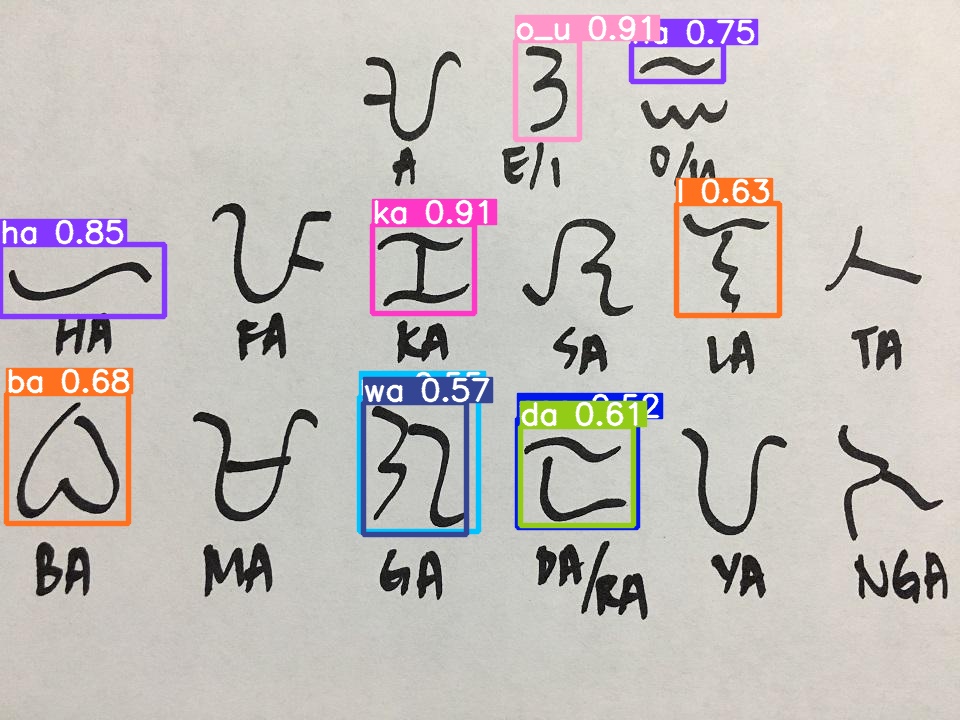 o_u 0.91 0.75
ᜀ ᜂ ᜁ
A E/I O/U
ha 0.85 ka 0.91 l 0.63
ᜑ ᜉ ᜃ ᜐ ᜎ ᜆ
HA FA KA SA LA TA
ba 0.68 wa 0.57 da 0.61
ᜊ ᜋ ᜄ ᜇ ᜌ ᜅ
BA MA GA DA/RA YA NGA